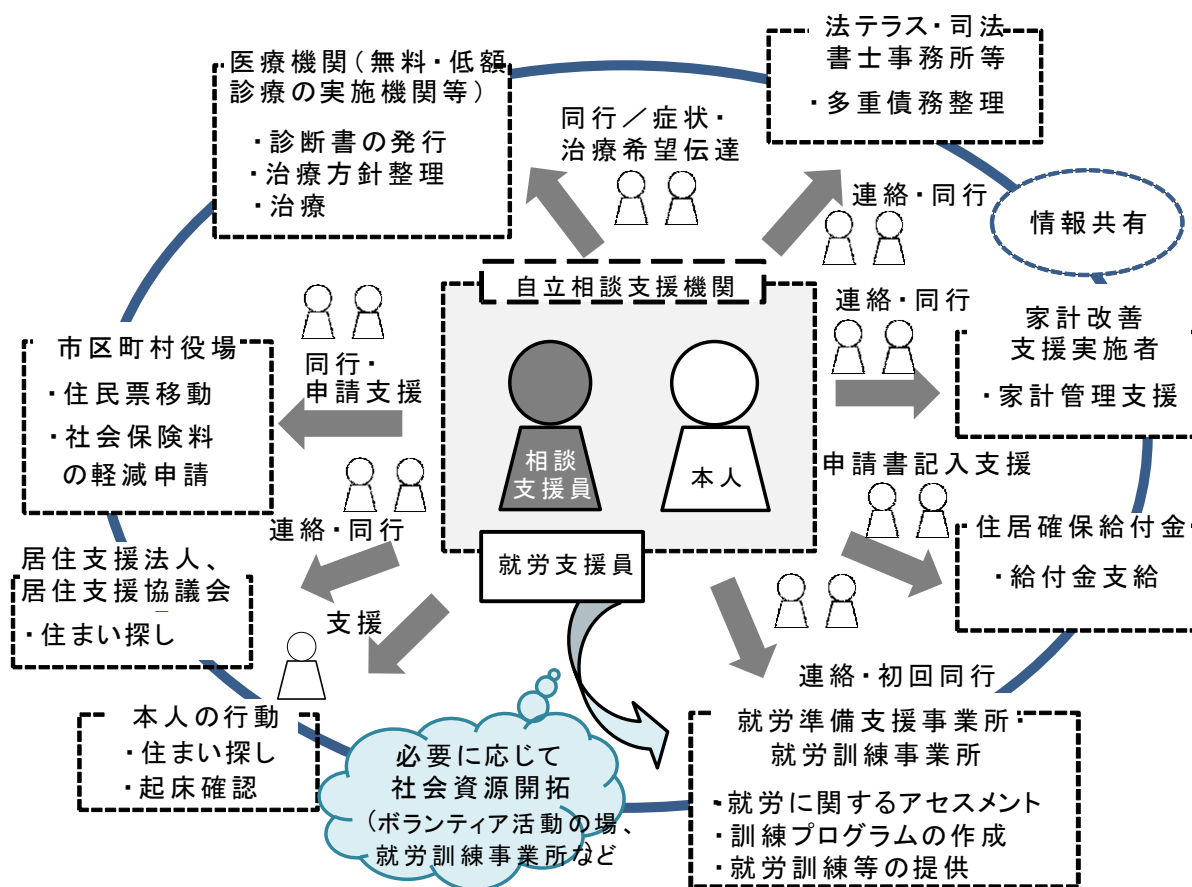 法テラス・司法
書士事務所等
・多重債務整理
医療機関（無料・低額
診療の実施機関等）
・診断書の発行
・治療方針整理
・治療
同行／症状・
治療希望伝達
連絡・同行
情報共有
自立相談支援機関
連絡・同行
家計改善
支援実施者
・家計管理支援
市区町村役場
・住民票移動
・社会保険料
の軽減申請
同行・
申請支援
相談
支援員
本人
申請書記入支援
住居確保給付金
・給付金支給
連絡・同行
居住支援法人、
居住支援協議会
・住まい探し
就労支援員
支援
本人の行動
・住まい探し
・起床確認
必要に応じて
社会資源開拓
（ボランティア活動の場、
就労訓練事業所など
連絡・初回同行
就労準備支援事業所・
就労訓練事業所
・就労に関するアセスメント
・訓練プログラムの作成
・就労訓練等の提供